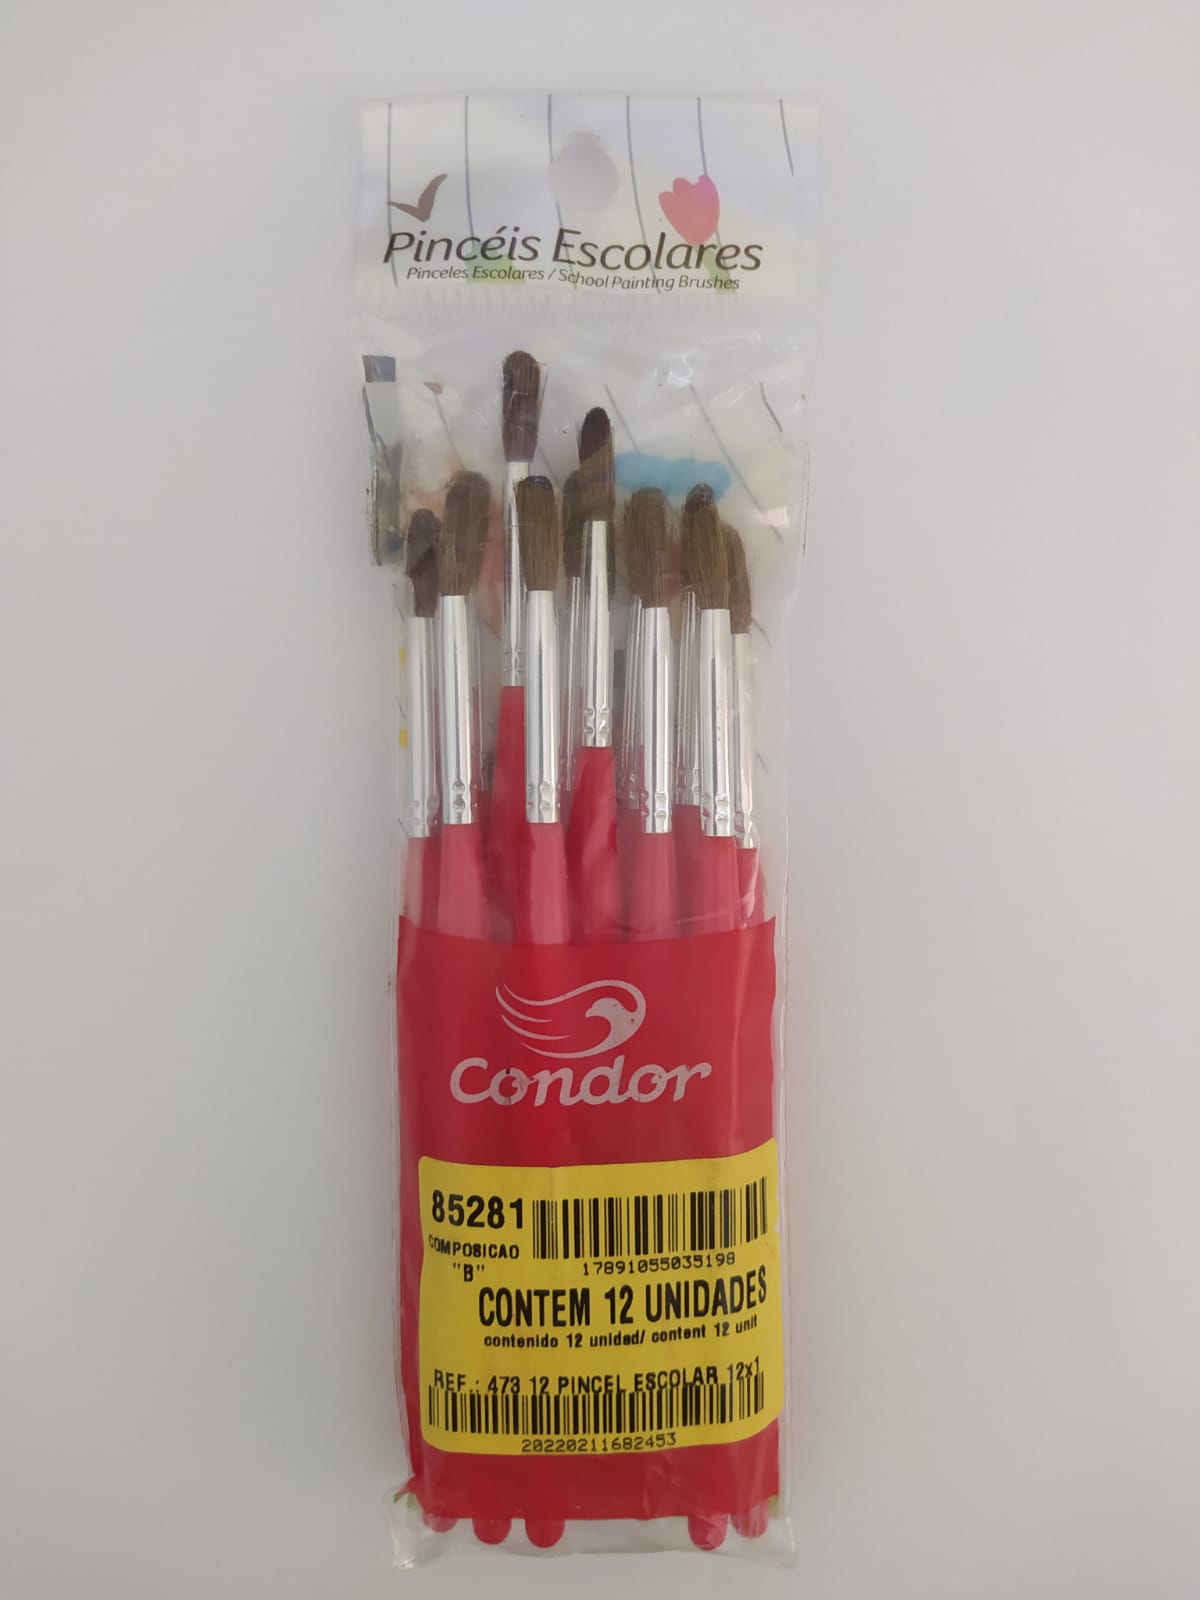 Pincéis Escolares
Pinceles Escolares / School Painting Brushes
Condor
85281
COMPOSICAO
"B"
17891055035198
CONTEM 12 UNIDADES
contenido 12 unidad/ content 12 unit
REF.: 473 12 PINCEL ESCOLAR 12x1
20220211682453